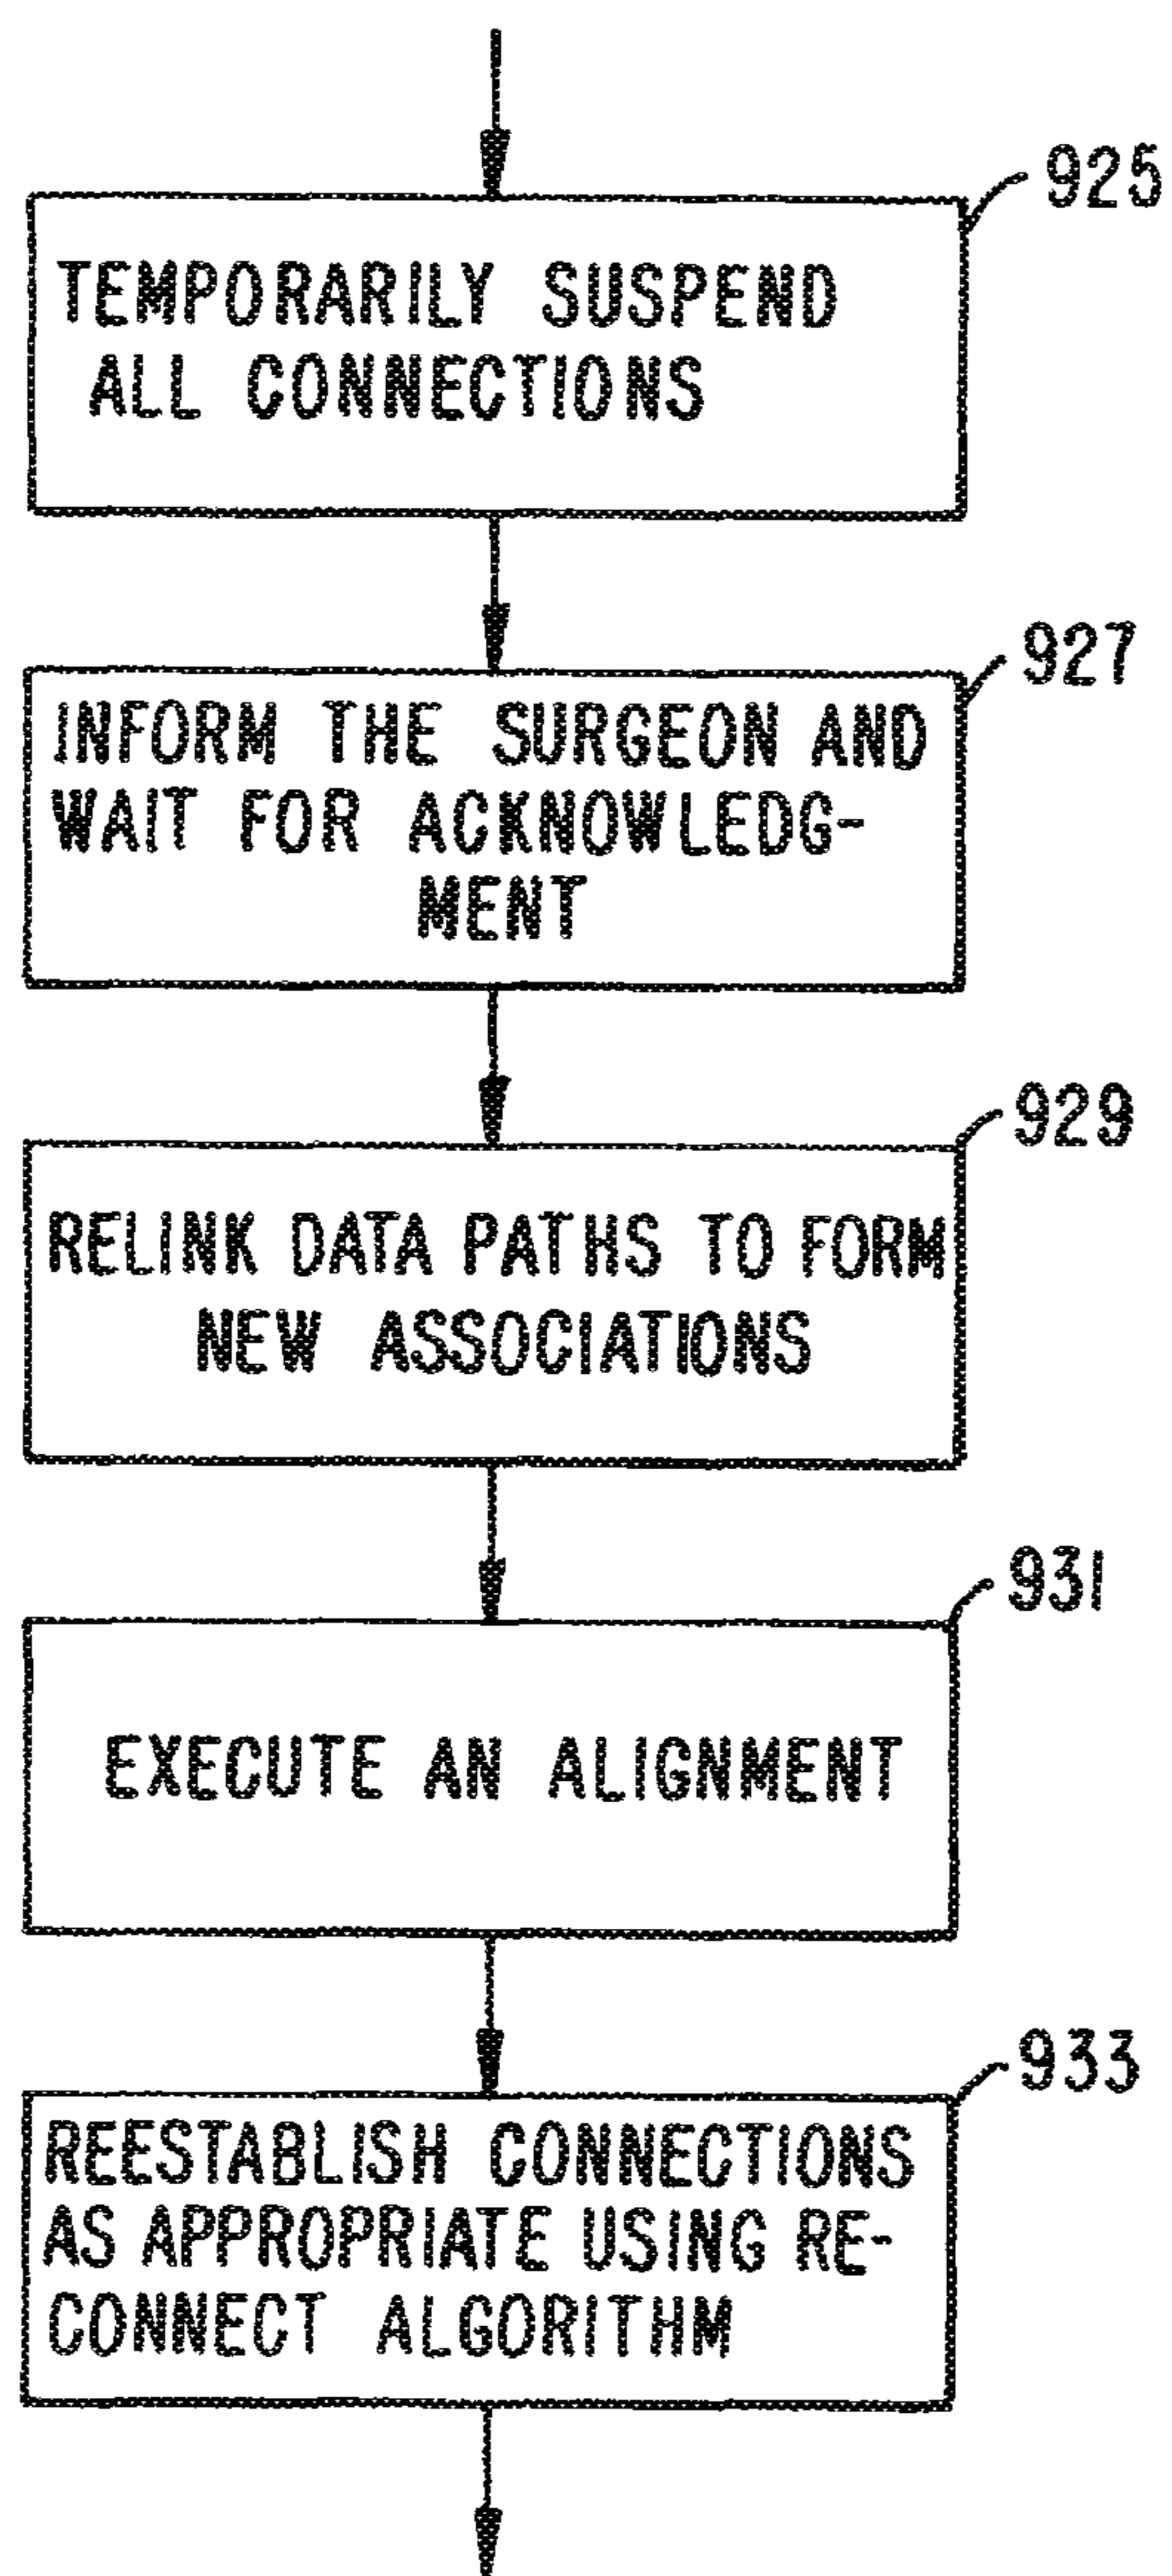 925
TEMPORARILY SUSPEND
ALL CONNECTIONS
927
INFORM THE SURGEON AND
WAIT FOR ACKNOWLEDG-
MENT
929
RELINK DATA PATHS TO FORM
NEW ASSOCIATIONS
931
EXECUTE AN ALIGNMENT
933
REESTABLISH CONNECTIONS
AS APPROPRIATE USING RE-
CONNECT ALGORITHM